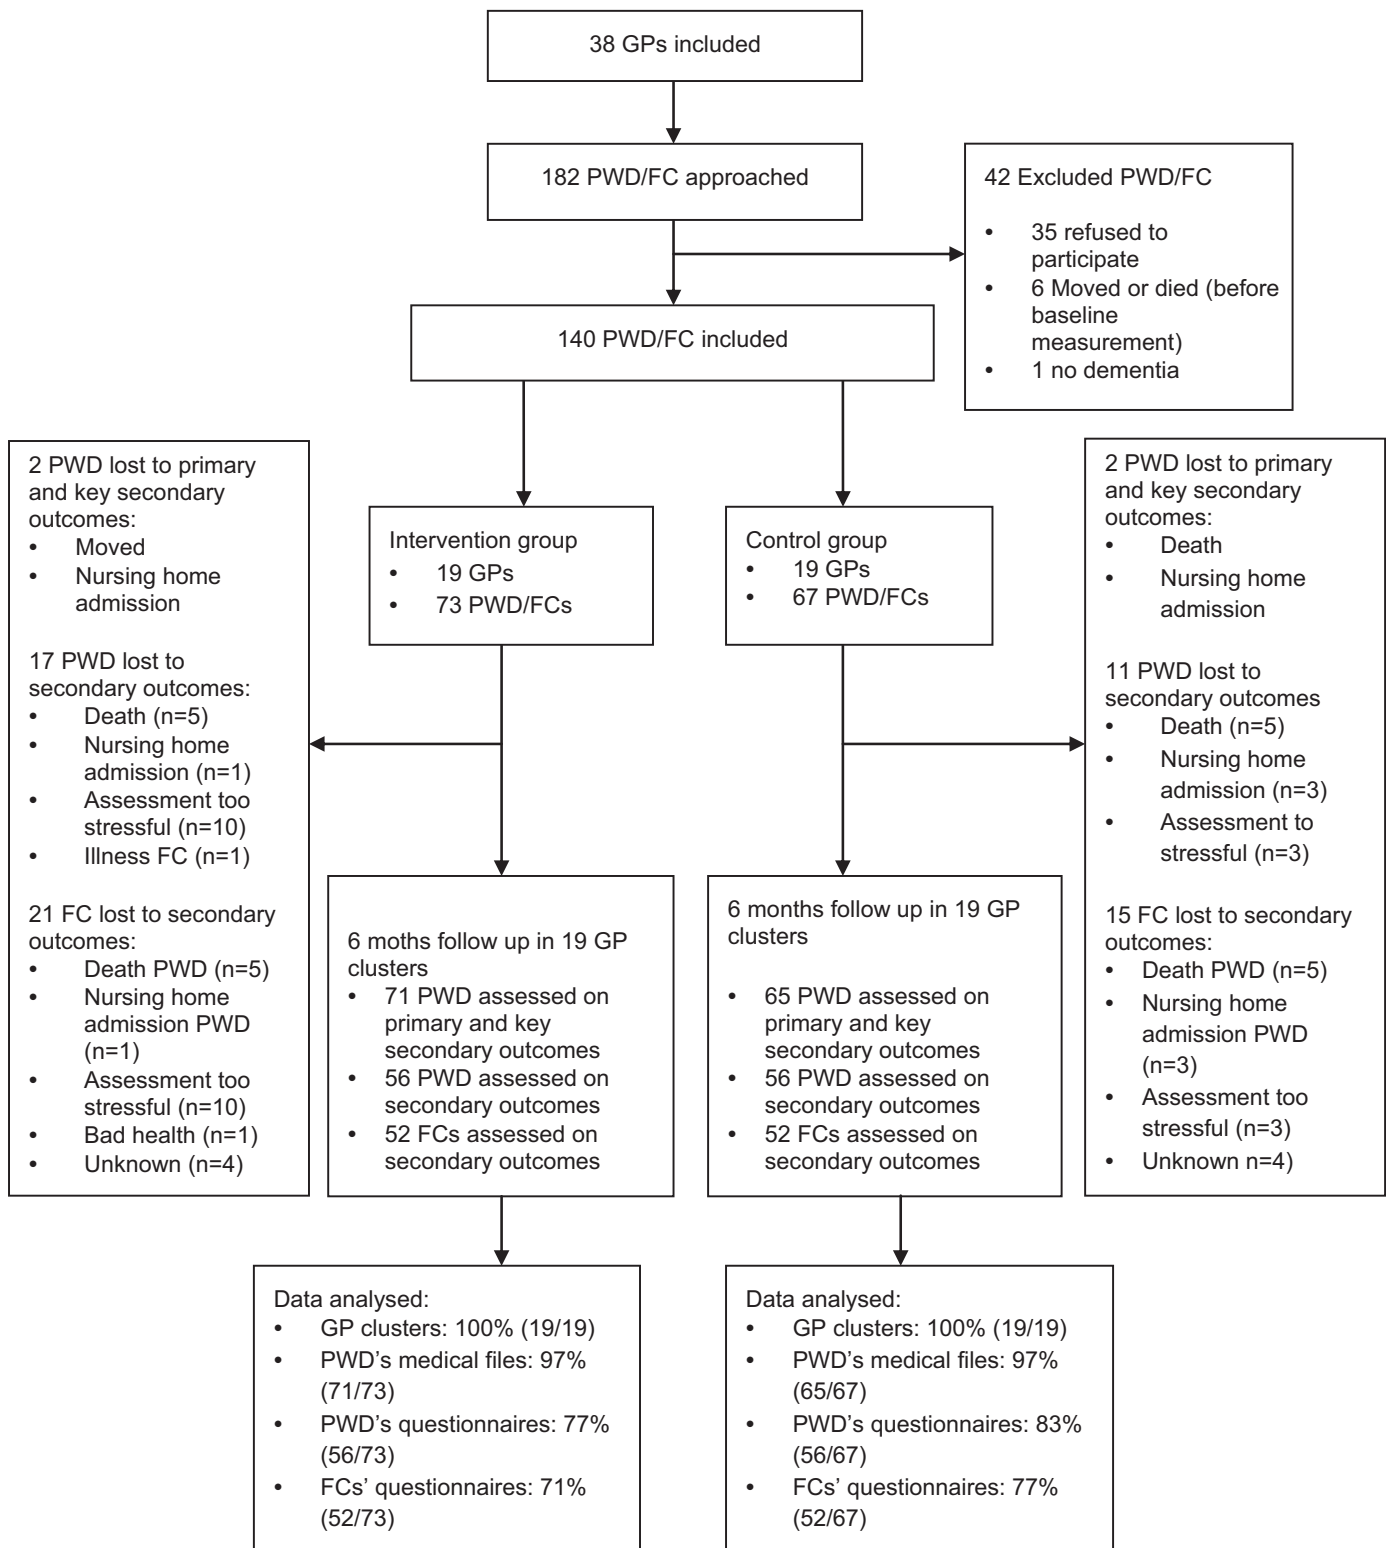 38 GPs included
182 PWD/FC approached
42 Excluded PWD/FC
• 35 refused to
participate
• 6 Moved or died (before
baseline
measurement)
• 1 no dementia
140 PWD/FC included
2 PWD lost to primary
and key secondary
outcomes:
• Moved
• Nursing home
admission
17 PWD lost to
secondary outcomes:
• Death (n=5)
• Nursing home
admission (n=1)
• Assessment too
stressful (n=10)
• Illness FC (n=1)
21 FC lost to secondary
outcomes:
• Death PWD (n=5)
• Nursing home
admission PWD
(n=1)
• Assessment too
stressful (n=10)
• Bad health (n=1)
• Unknown (n=4)
Intervention group
• 19 GPs
• 73 PWD/FCs
Control group
• 19 GPs
• 67 PWD/FCs
2 PWD lost to primary
and key secondary
outcomes:
• Death
• Nursing home
admission
11 PWD lost to
secondary outcomes
• Death (n=5)
• Nursing home
admission (n=3)
• Assessment to
stressful (n=3)
15 FC lost to secondary
outcomes:
• Death PWD (n=5)
• Nursing home
admission PWD
(n=3)
• Assessment too
stressful (n=3)
• Unknown n=4)
6 moths follow up in 19 GP
clusters
• 71 PWD assessed on
primary and key
secondary outcomes
• 56 PWD assessed on
secondary outcomes
• 52 FCs assessed on
secondary outcomes
6 months follow up in 19 GP
clusters
• 65 PWD assessed on
primary and key
secondary outcomes
• 56 PWD assessed on
secondary outcomes
• 52 FCs assessed on
secondary outcomes
Data analysed:
• GP clusters: 100% (19/19)
• PWD’s medical files: 97%
(71/73)
• PWD’s questionnaires: 77%
(56/73)
• FCs’ questionnaires: 71%
(52/73)
Data analysed:
• GP clusters: 100% (19/19)
• PWD’s medical files: 97%
(65/67)
• PWD’s questionnaires: 83%
(56/67)
• FCs’ questionnaires: 77%
(52/67)